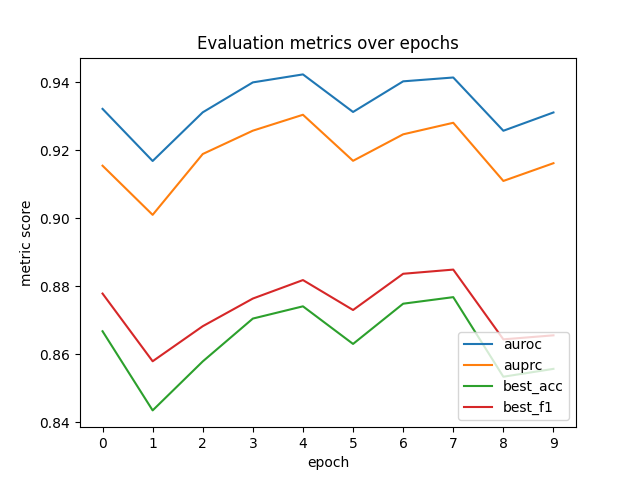 Evaluation metrics over epochs
metric score
0.94
0.92
0.90
0.88
0.86
0.84
auroc
auprc
best_acc
best_f1
0 1 2 3 4 5 6 7 8 9
epoch